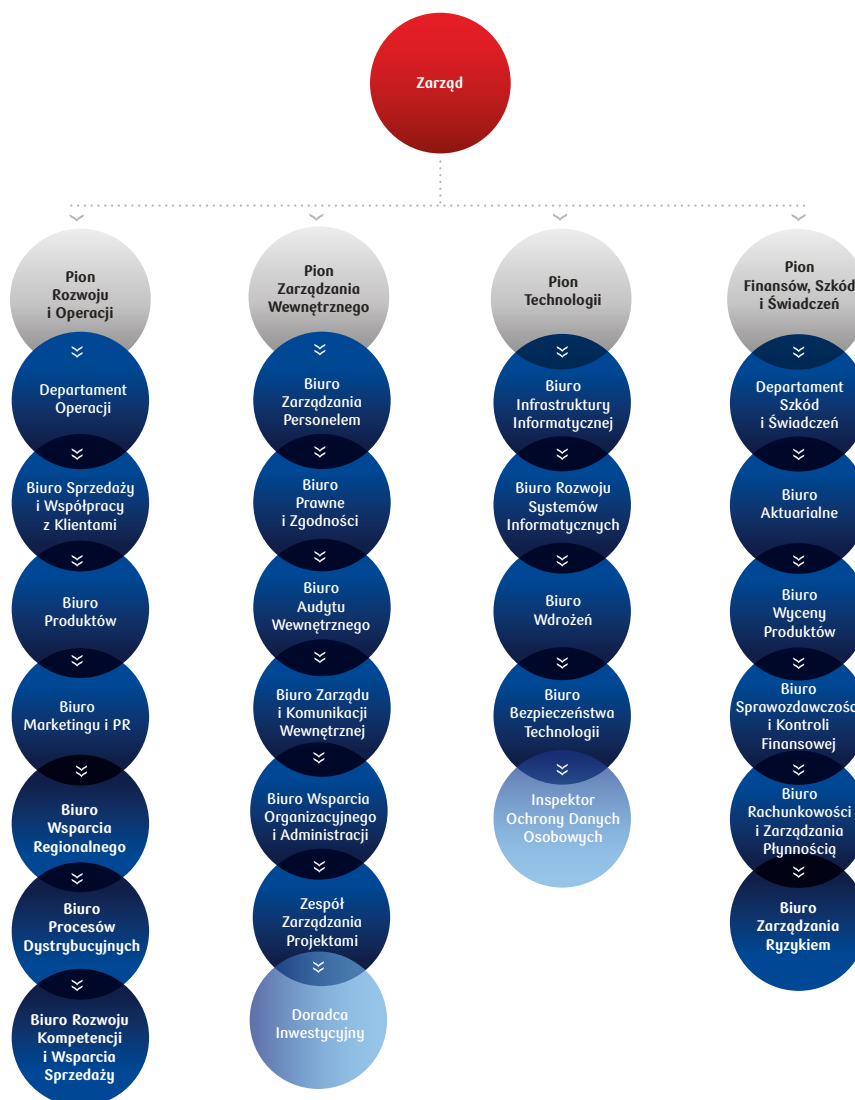 Zarząd
Pion
Rozwoju
i Operacji
Departament
Operacji
Biuro Sprzedaży
i Współpracy
z Klientami
Biuro
Produktów
Biuro
Marketingu i PR
Biuro
Wsparcia
Regionalnego
Biuro
Procesów
Dystrybucyjnych
Biuro Rozwoju
Kompetencji
i Wsparcia
Sprzedaży
Pion
Zarządzania
Wewnętrznego
Biuro
Zarządzania
Personelem
Biuro
Prawne
i Zgodności
Biuro
Audytu
Wewnętrznego
Biuro Zarządu
i Komunikacji
Wewnętrznej
Biuro Wsparcia
Organizacyjnego
i Administracji
Zespół
Zarządzania
Projektami
Doradca
Inwestycyjny
Pion
Technologii
Biuro
Infrastruktury
Informatycznej
Biuro Rozwoju
Systemów
Informatycznych
Biuro
Wdrożeń
Biuro
Bezpieczeństwa
Technologii
Inspektor
Ochrony Danych
Osobowych
Pion
Finansów, Szkód
i Świadczeń
Departament
Szkód
i Świadczeń
Biuro
Aktuarialne
Biuro
Wyceny
Produktów
Biuro
Sprawozdawczości
i Kontroli
Finansowej
Biuro
Rachunkowości
i Zarządzania
Płynnością
Biuro
Zarządzania
Ryzykiem